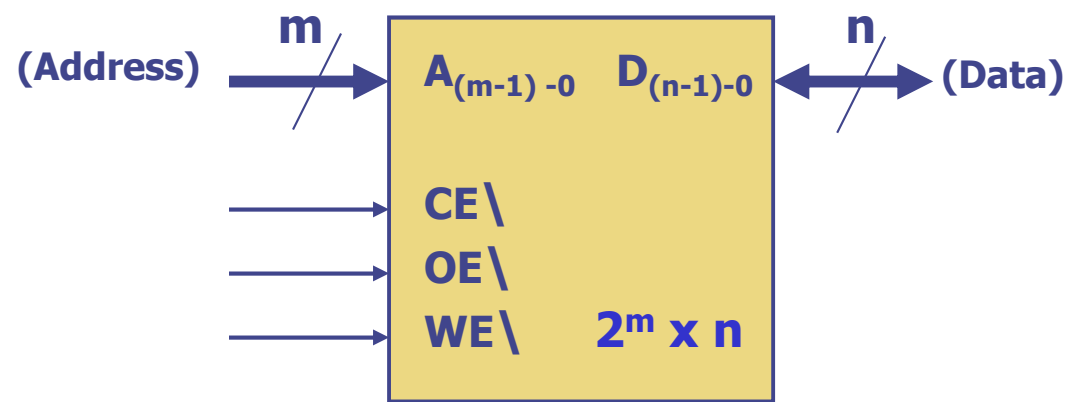 m
n
(Address)
A(m-1) -0 D(n-1)-0
(Data)
CE\
OE\
WE\ 2m x n